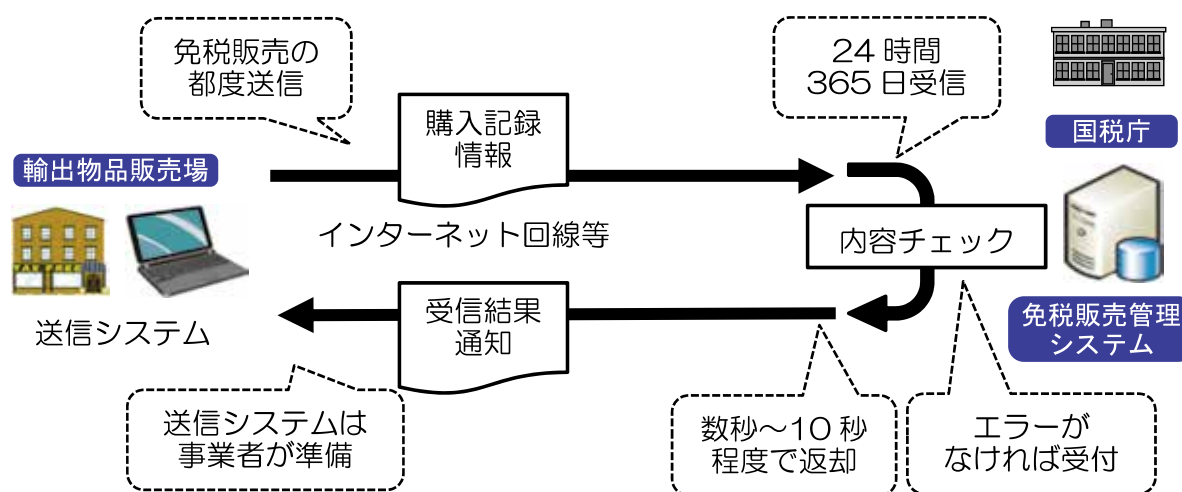 免税販売の
都度送信
24 時間
365 日受信
国税庁
購入記録
情報
輸出物品販売場
インターネット回線等
内容チェック
受信結果
通知
送信システム
免税販売管理
システム
送信システムは
事業者が準備
数秒～10 秒
程度で返却
エラーが
なければ受付